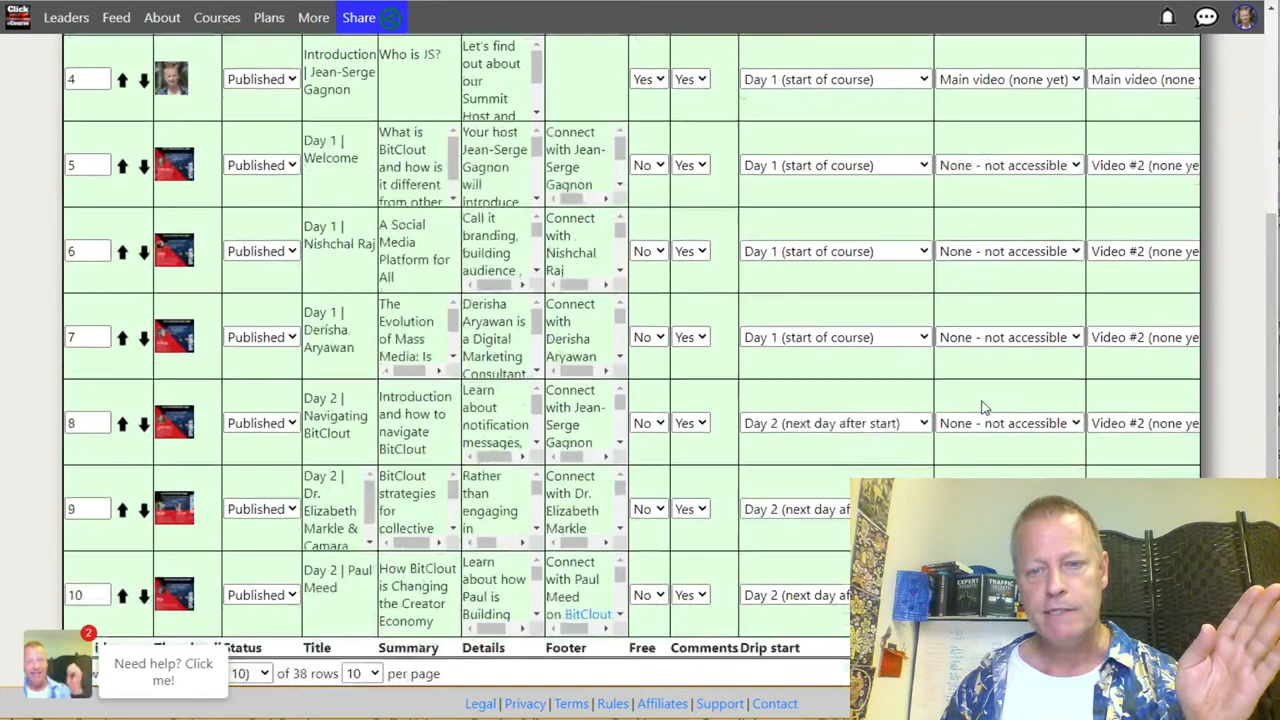 Click
eCourse
Leaders Feed About Courses Plans More Share
4 Published Introduction | Jean-Serge Gagnon Who is JS? Let's find out about our Summit Host and Yes Yes Day 1 (start of course) Main video (none yet) Main video (none
5 Published Day 1 | Welcome What is BitClout and how is it different from other Your host Jean-Serge Gagnon will introduce Connect with Jean-Serge Gagnon No Yes Day 1 (start of course) None - not accessible Video #2 (none ye
6 Published Day 1 | Nishchal Raj A Social Media Platform for All Call it branding, building audience , Connect with Nishchal Raj No Yes Day 1 (start of course) None - not accessible Video #2 (none ye
7 Published Day 1 | Derisha Aryawan The Evolution of Mass Media: Is Derisha Aryawan is a Digital Marketing Consultant Connect with Derisha Aryawan No Yes Day 1 (start of course) None - not accessible Video #2 (none ye
8 Published Day 2 | Navigating BitClout Introduction and how to navigate BitClout Learn about notification messages, Connect with Jean-Serge Gagnon No Yes Day 2 (next day after start) None - not accessible Video #2 (none ye
9 Published Day 2 | Dr. Elizabeth Markle & Camara BitClout strategies for collective Rather than engaging in Connect with Dr. Elizabeth Markle No Yes Day 2 (next day af
10 Published Day 2 | Paul Meed How BitClout is Changing the Creator Economy Learn about how Paul is Building Connect with Paul Meed on BitClout No Yes Day 2 (next day af
Status Title Summary Details Footer Free Comments Drip start
10) of 38 rows 10 per page
2
Need help? Click
me!
Legal | Privacy | Terms | Rules | Affiliates | Support | Contact
EXPERT
SECRETS
TRAFFIC
SECRETS